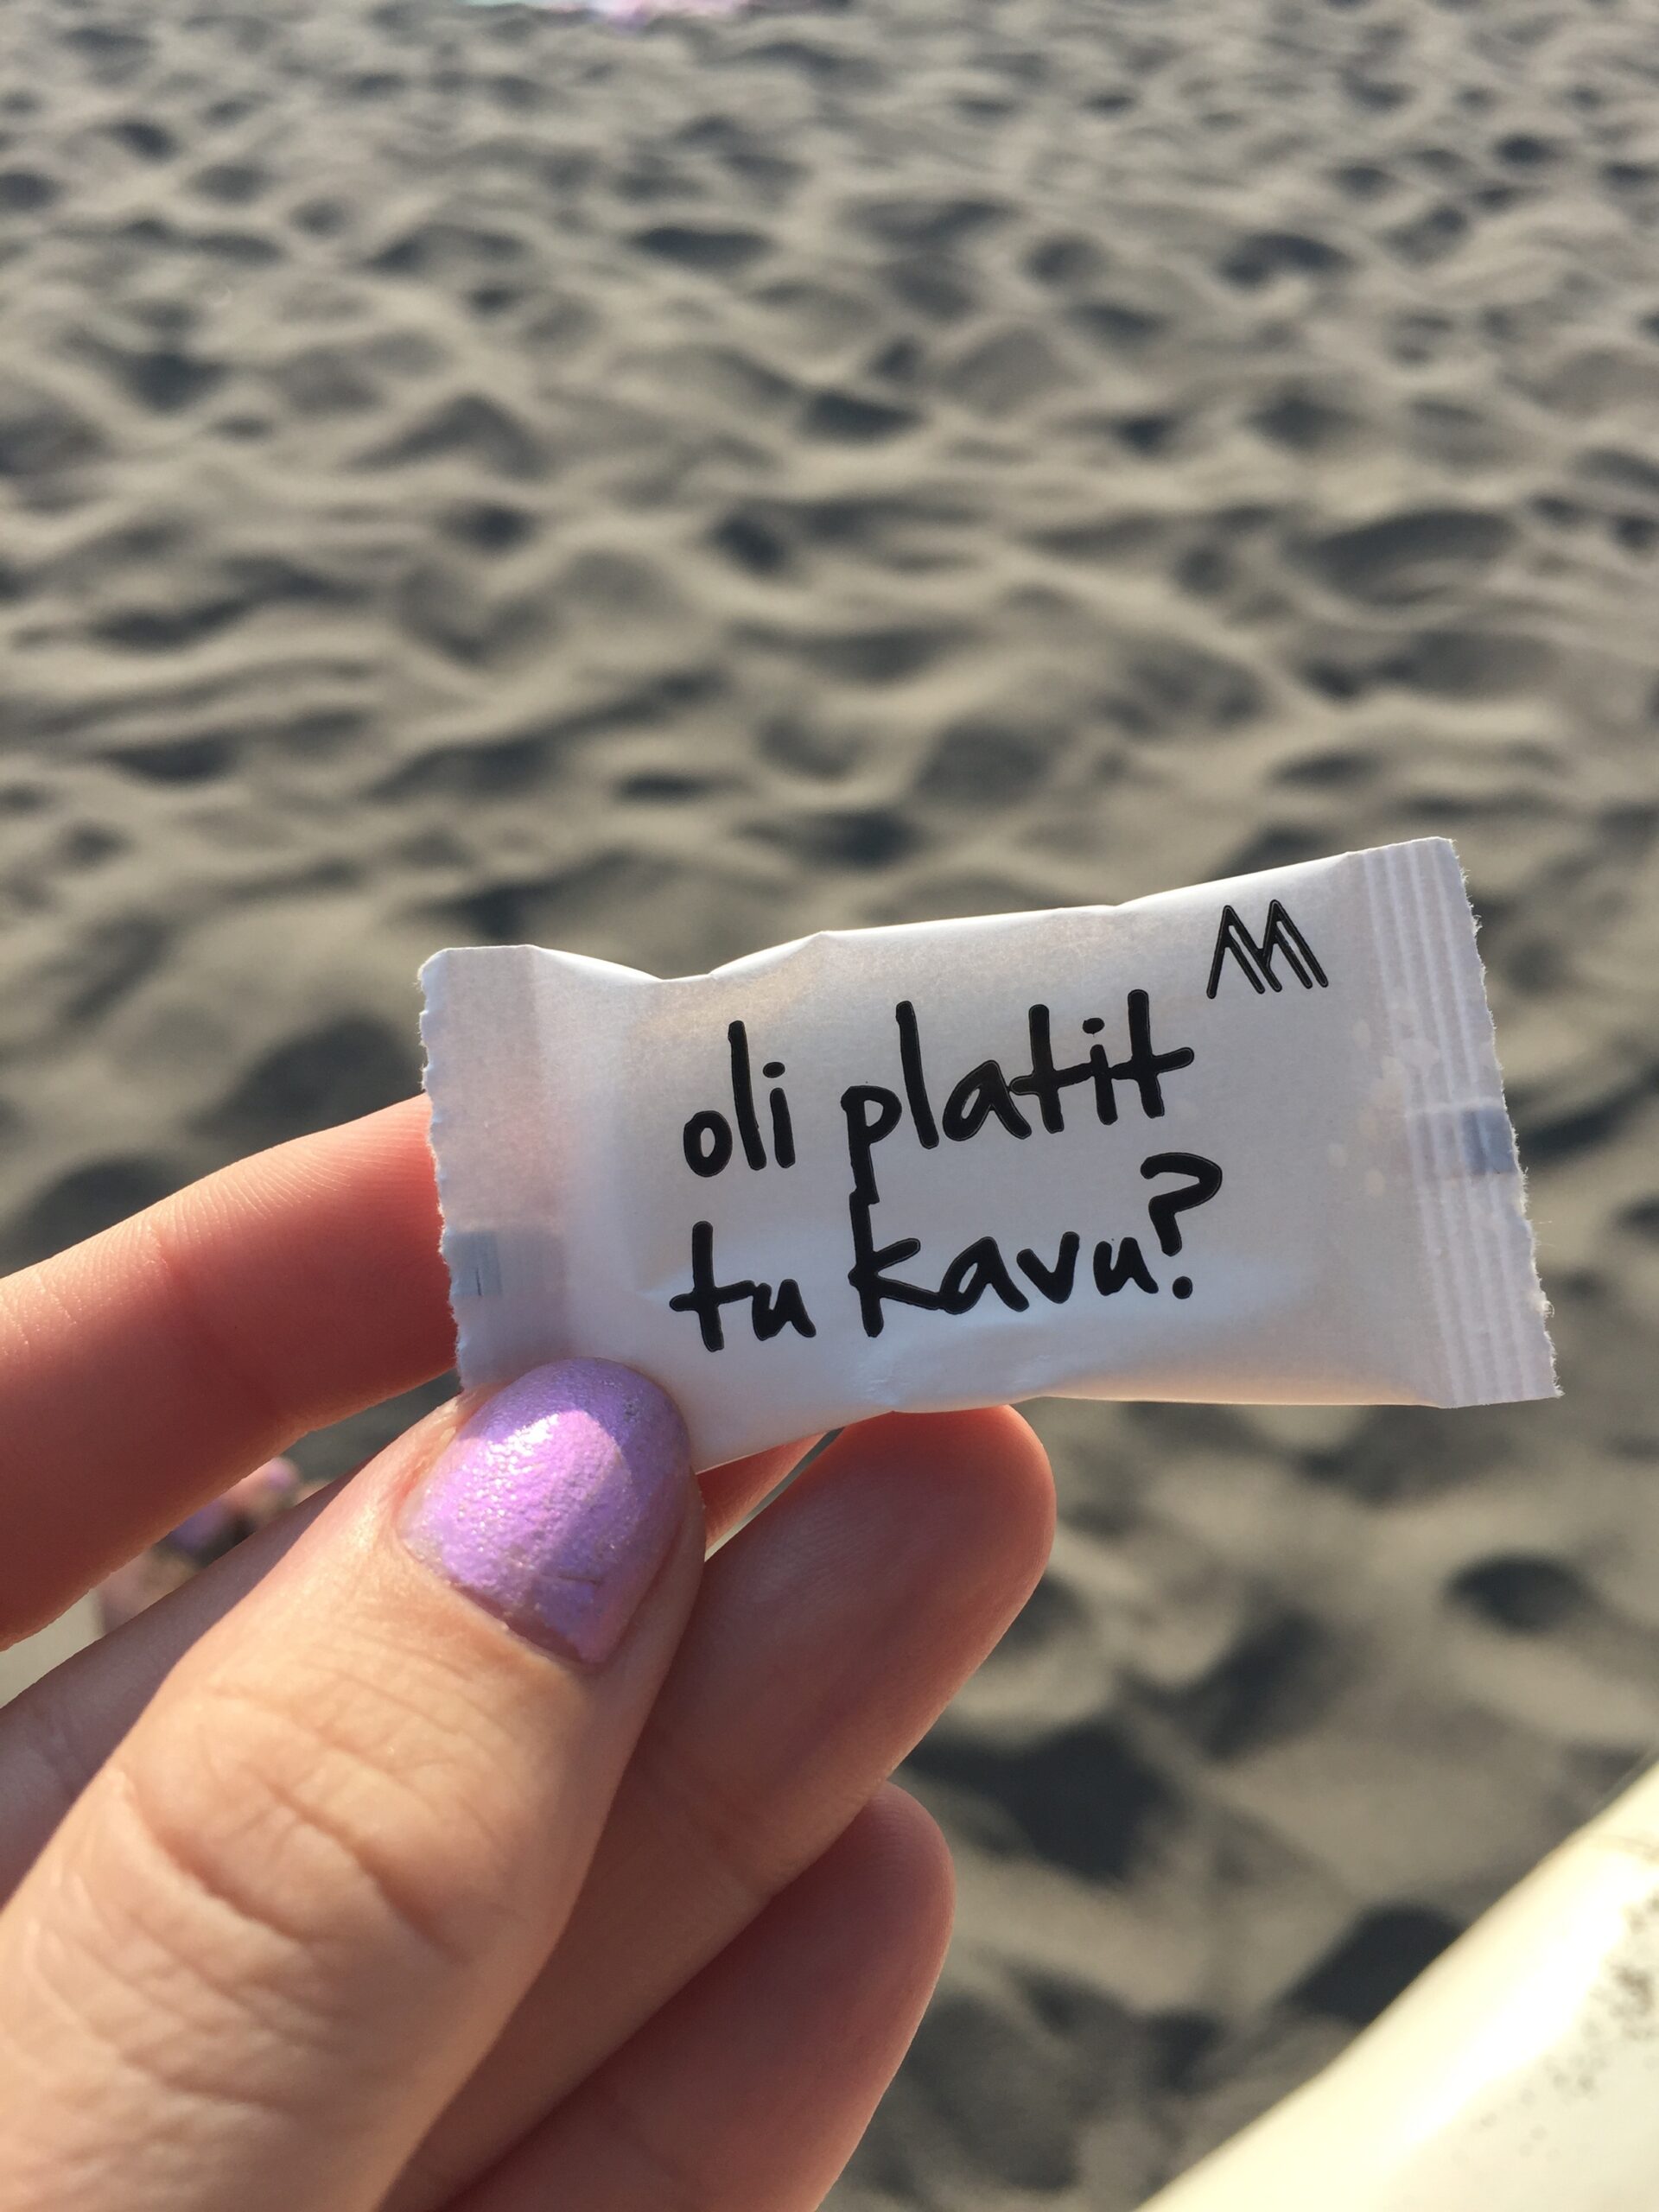 oli platit
tu kavu?